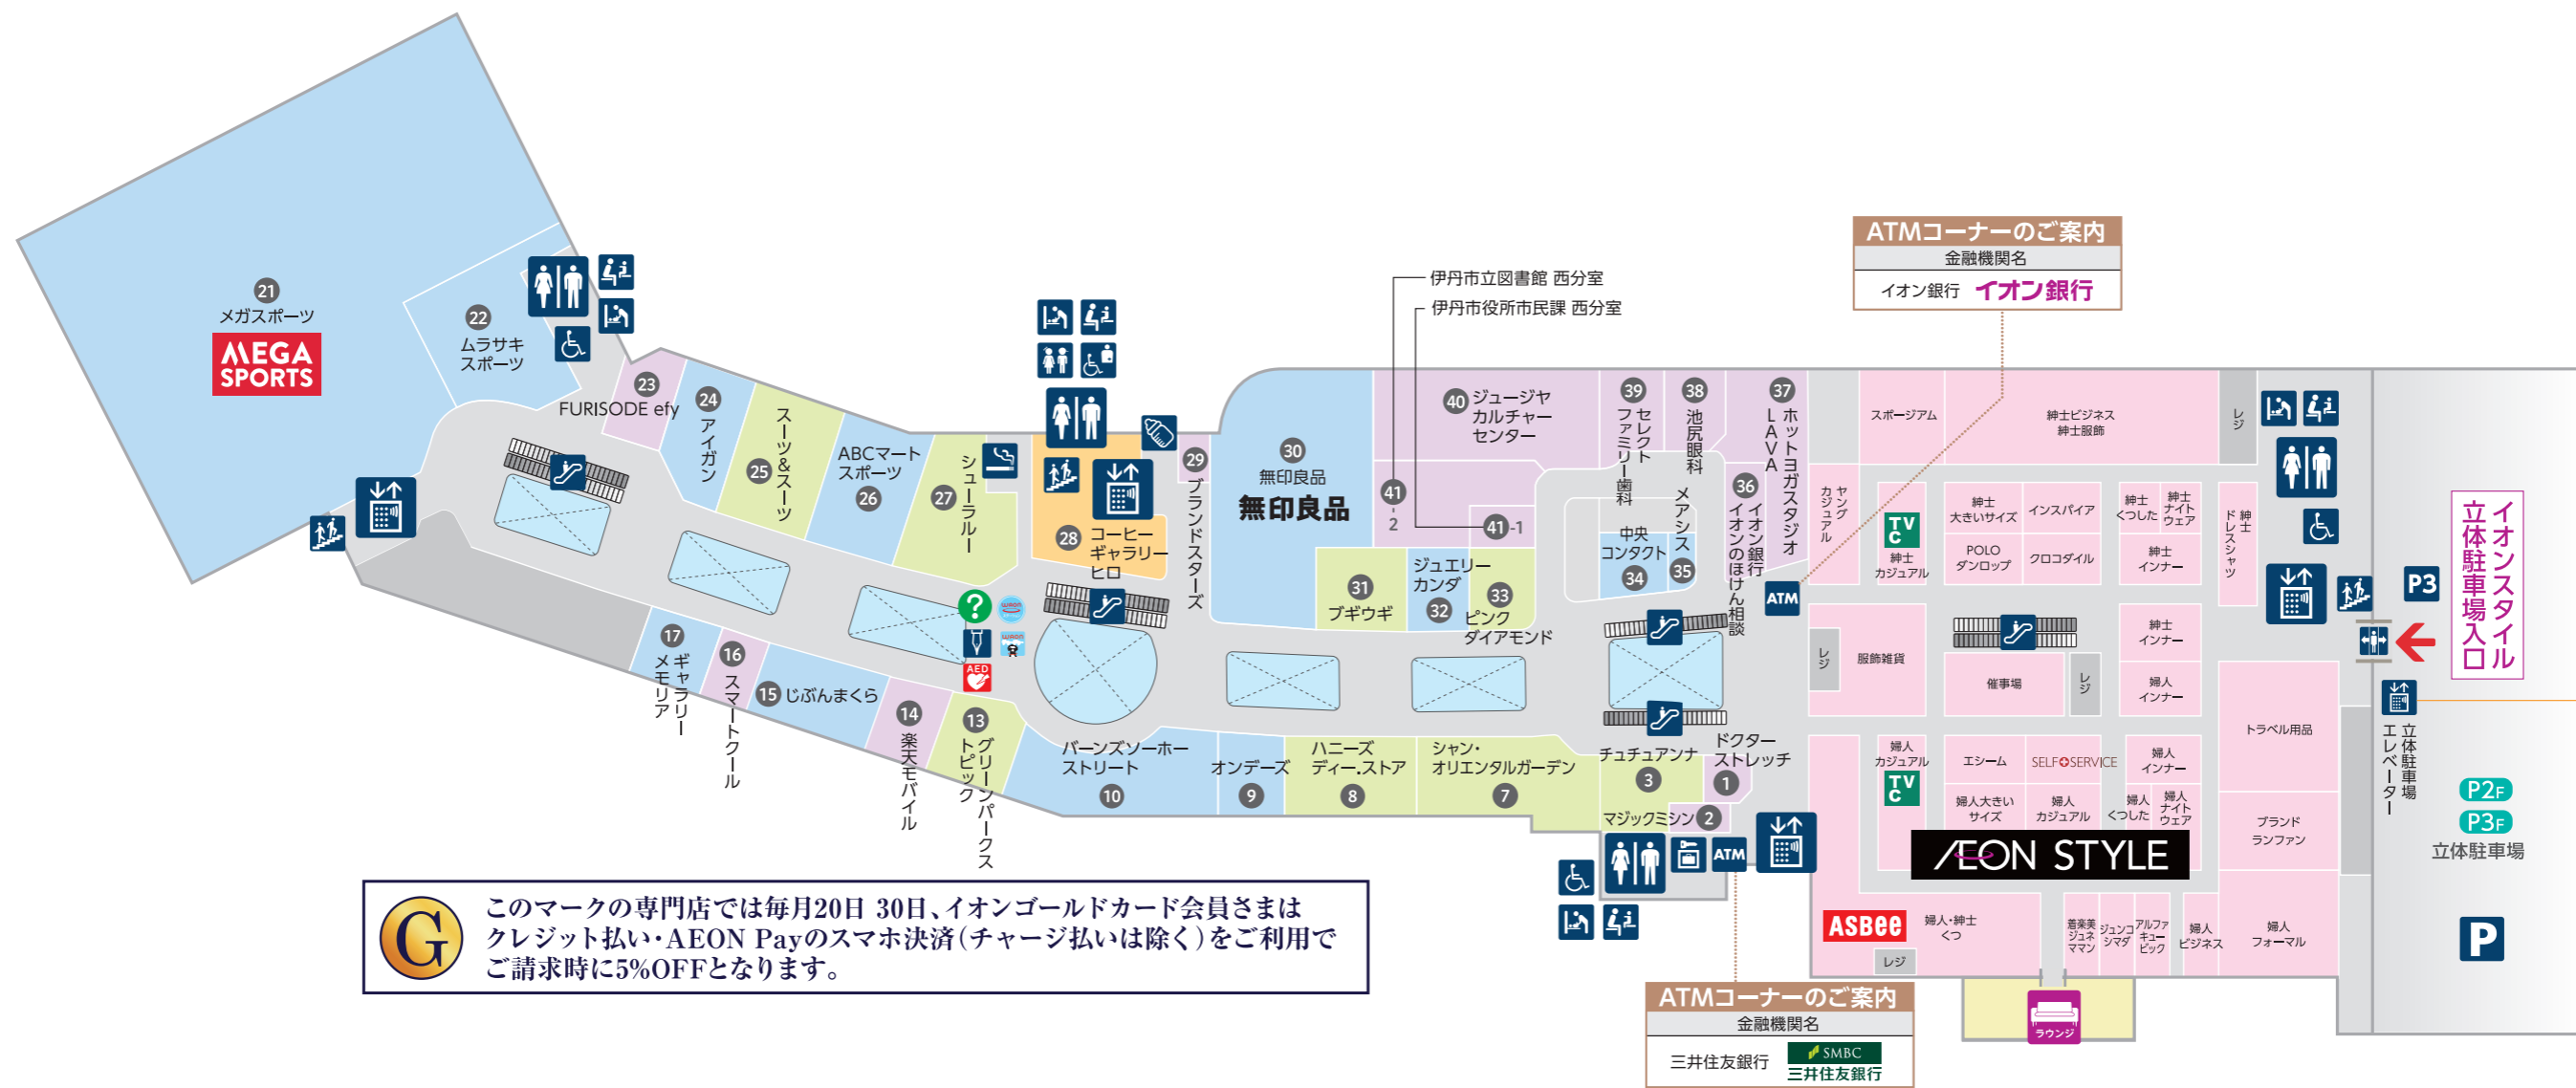 21
メガスポーツ
MEGA
SPORTS
22
ムラサキ
スポーツ
23
FURISODE efy
24
アイガン
25
スーツ&スーツ
ABCマート
スポーツ
26
27
シューラルー
28
コーヒー
ギャラリー
ヒロ
29
ブランドスターズ
30
無印良品
無印良品
31
ブギウギ
ジュエリー
カンダ
32
33
ピンク
ダイアモンド
伊丹市立図書館 西分室
伊丹市役所市民課 西分室
40
ジュージヤ
カルチャー
センター
41
-
2
41-1
39
セレクト
ファミリー歯科
38
池尻眼科
37
ホットヨガスタジオ
LAVA
36
イオン銀行
イオンのほけん相談
メアシス
35
中央
コンタクト
34
ATM
ATMコーナーのご案内
金融機関名
イオン銀行 イオン銀行
17
ギャラリー
メモリア
16
スマートクール
15 じぶんまくら
14
楽天モバイル
13
グリーンパークス
トピック
?
WAON
WAON
AED
バーンズソーホー
ストリート
10
オンデーズ
9
ハニーズ
ディー.ストア
8
シャン・
オリエンタルガーデン
7
チュチュアンナ
3
ドクター
ストレッチ
1
マジックミシン 2
ATM
ATMコーナーのご案内
金融機関名
三井住友銀行
SMBC
三井住友銀行
スポージアム
紳士ビジネス
紳士服飾
レジ
ヤング
カジュアル
TVC
紳士
カジュアル
紳士
大きいサイズ
インスパイア
紳士
くつした
紳士
ナイト
ウェア
POLO
ダンロップ
クロコダイル
紳士
インナー
紳士
ドレスシャツ
レジ
服飾雑貨
催事場
レジ
紳士
インナー
婦人
インナー
婦人
カジュアル
TVC
エシーム
SELF+SERVICE
婦人
インナー
婦人大きい
サイズ
婦人
カジュアル
婦人
くつした
婦人
ナイト
ウェア
トラベル用品
ブランド
ランファン
ÆON STYLE
ASBee
婦人・紳士
くつ
レジ
着楽美
ジュネ
ママン
ジュンコ
シマダ
アルファ
キュー
ビック
婦人
ビジネス
婦人
フォーマル
ラウンジ
P3
イオンスタイル
立体駐車場入口
立体駐車場
エレベーター
P2F
P3F
立体駐車場
P
G
このマークの専門店では毎月20日 30日、イオンゴールドカード会員さまは
クレジット払い・AEON Payのスマホ決済(チャージ払いは除く)をご利用で
ご請求時に5%OFFとなります。